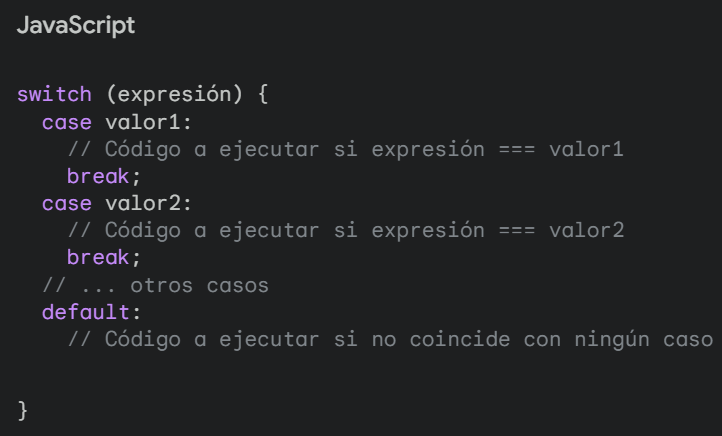 JavaScript
switch (expresión) {
  case valor1:
    // Código a ejecutar si expresión === valor1
    break;
  case valor2:
    // Código a ejecutar si expresión === valor2
    break;
  // ... otros casos
  default:
    // Código a ejecutar si no coincide con ningún caso
}